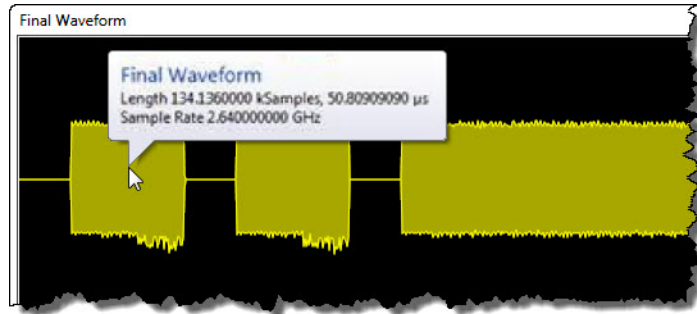 Final Waveform
Final Waveform
Length 134.1360000 kSamples, 50.80909090 µs
Sample Rate 2.640000000 GHz